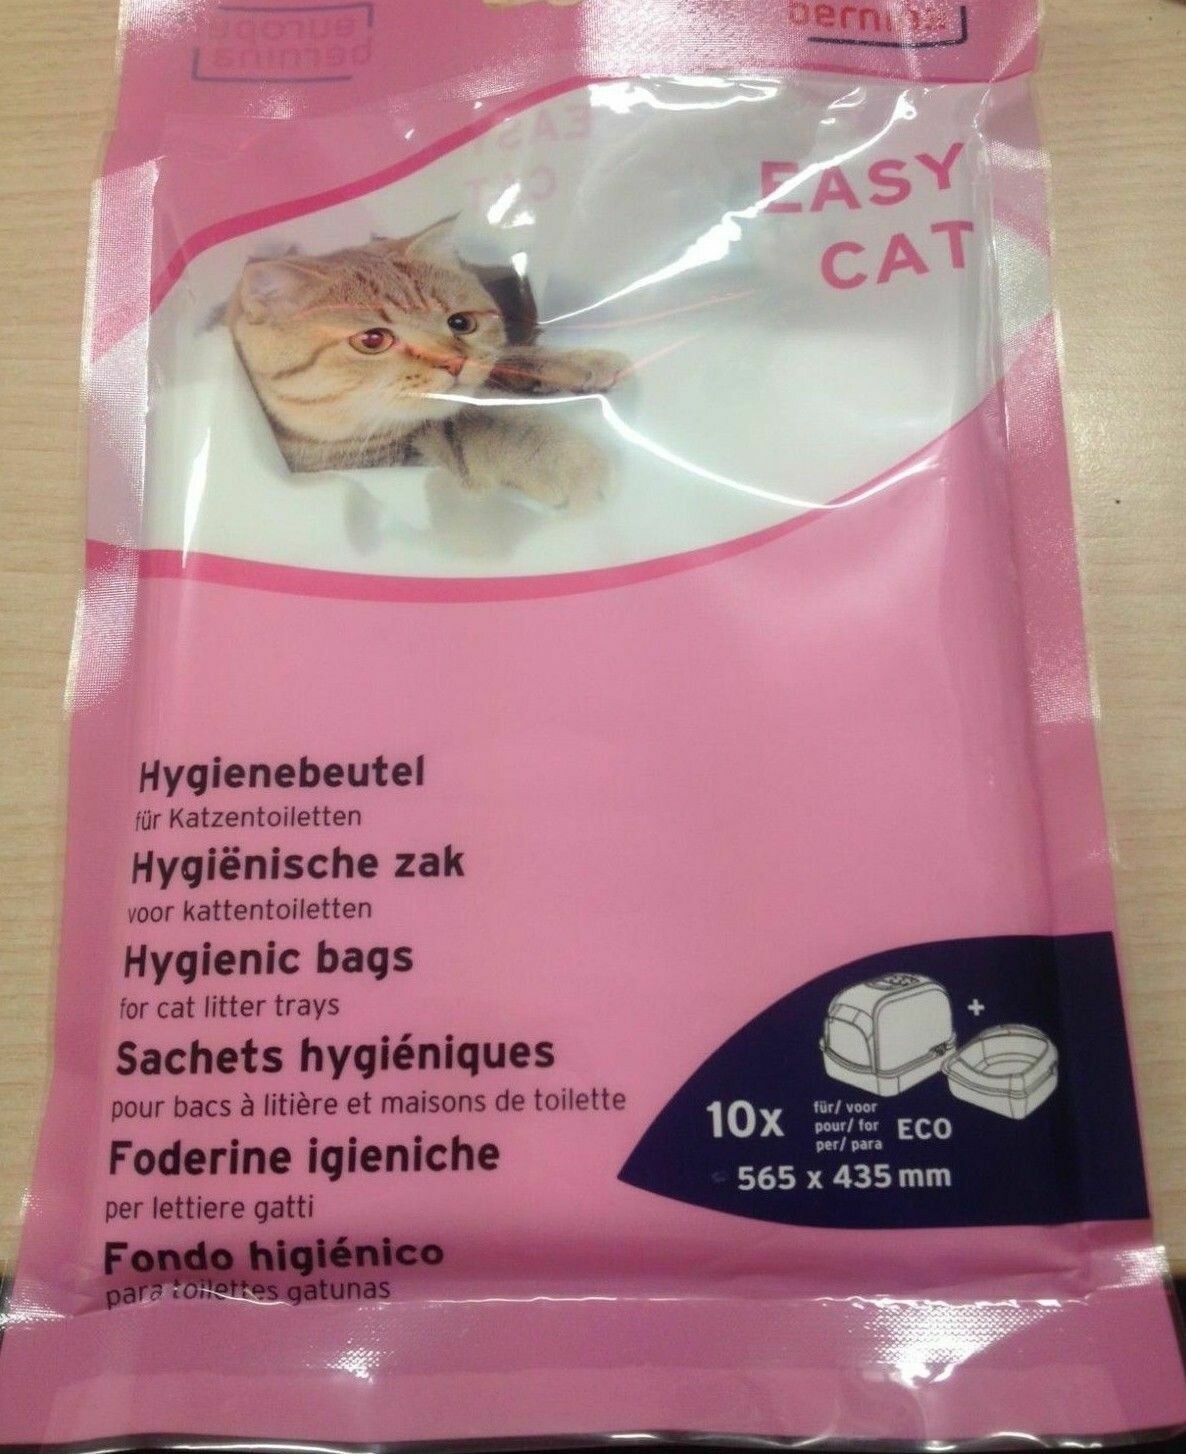 europe
bernina
bernina
EASY
CAT
EASY
CAT
Hygienebeutel
für Katzentoiletten
Hygiënische zak
voor kattentoiletten
Hygienic bags
for cat litter trays
Sachets hygiéniques
pour bacs à litière et maisons de toilette
Foderine igieniche
per lettiere gatti
Fondo higiénico
para toilettes gatunas
+
10x
für/ voor
pour/ for
per/ para
ECO
565 x 435 mm